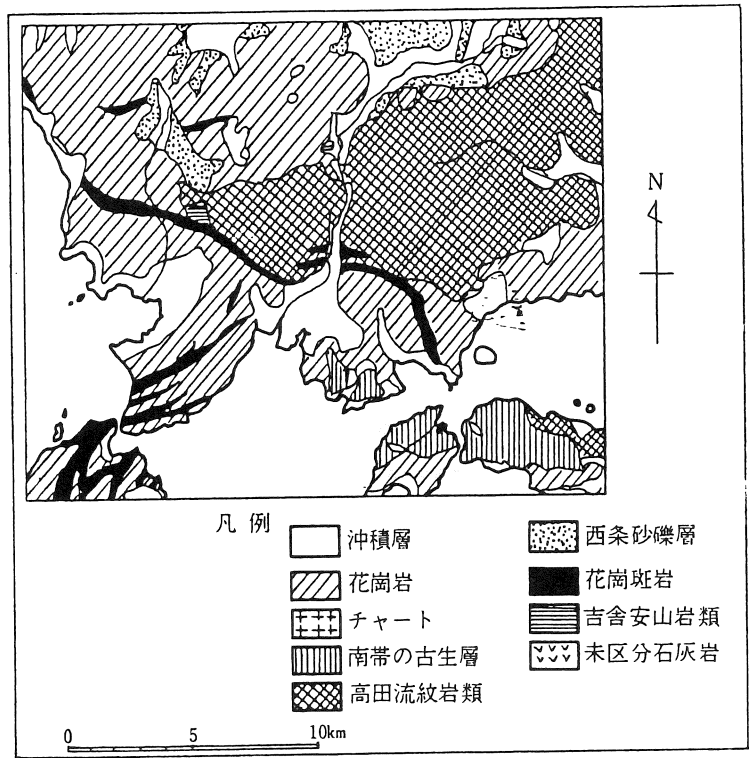 N
凡例
沖積層
花崗岩
チャート
南帯の古生層
高田流紋岩類
西条砂礫層
花崗斑岩
吉舎安山岩類
未区分石灰岩
0 5 10km